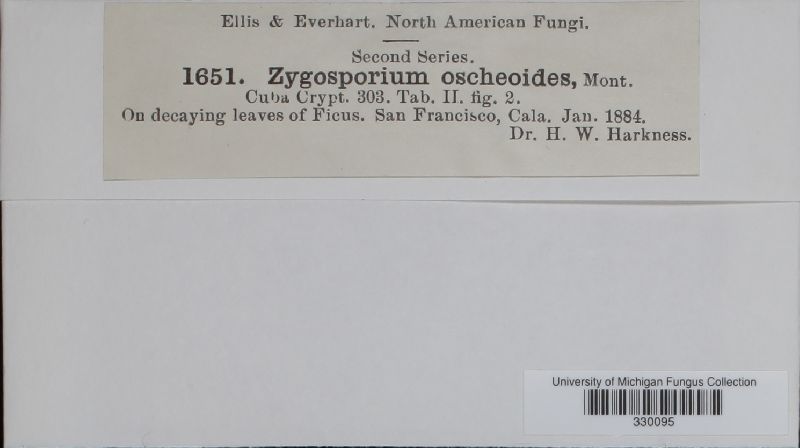 Ellis & Everhart. North American Fungi.
Second Series.
1651. Zygosporium oscheoides, Mont.
Cuba Crypt. 303. Tab. II. fig. 2.
On decaying leaves of Ficus. San Francisco, Cala. Jan. 1884.
Dr. H. W. Harkness.
University of Michigan Fungus Collection
330095